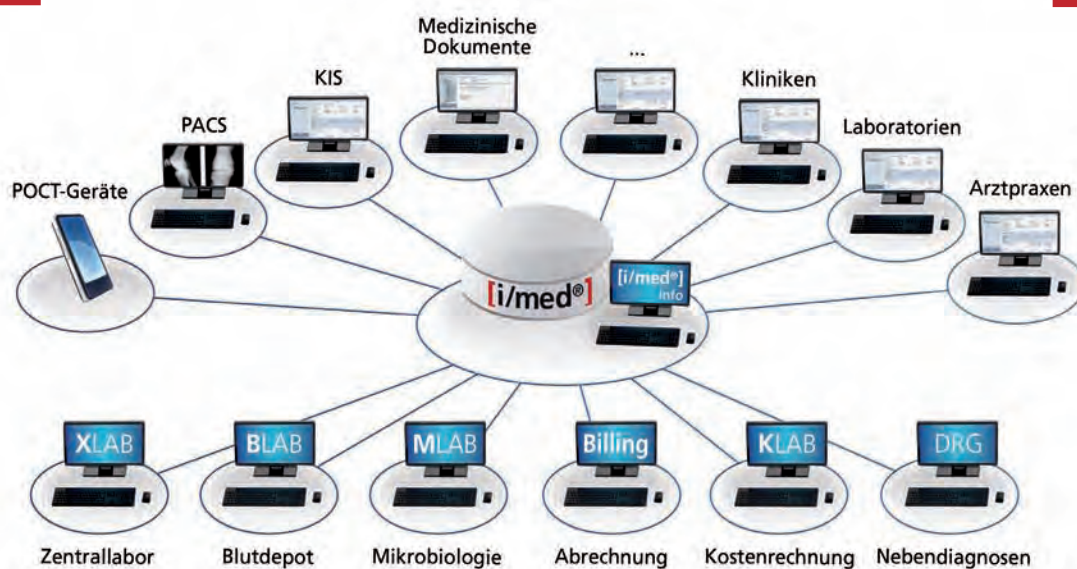 Medizinische
Dokumente
...
KIS
Kliniken
PACS
Laboratorien
POCT-Geräte
Arztpraxen
[i/med®]
[i/med®]
info
XLAB
BLAB
MLAB
Billing
KLAB
DRG
Zentrallabor
Blutdepot
Mikrobiologie
Abrechnung
Kostenrechnung
Nebendiagnosen